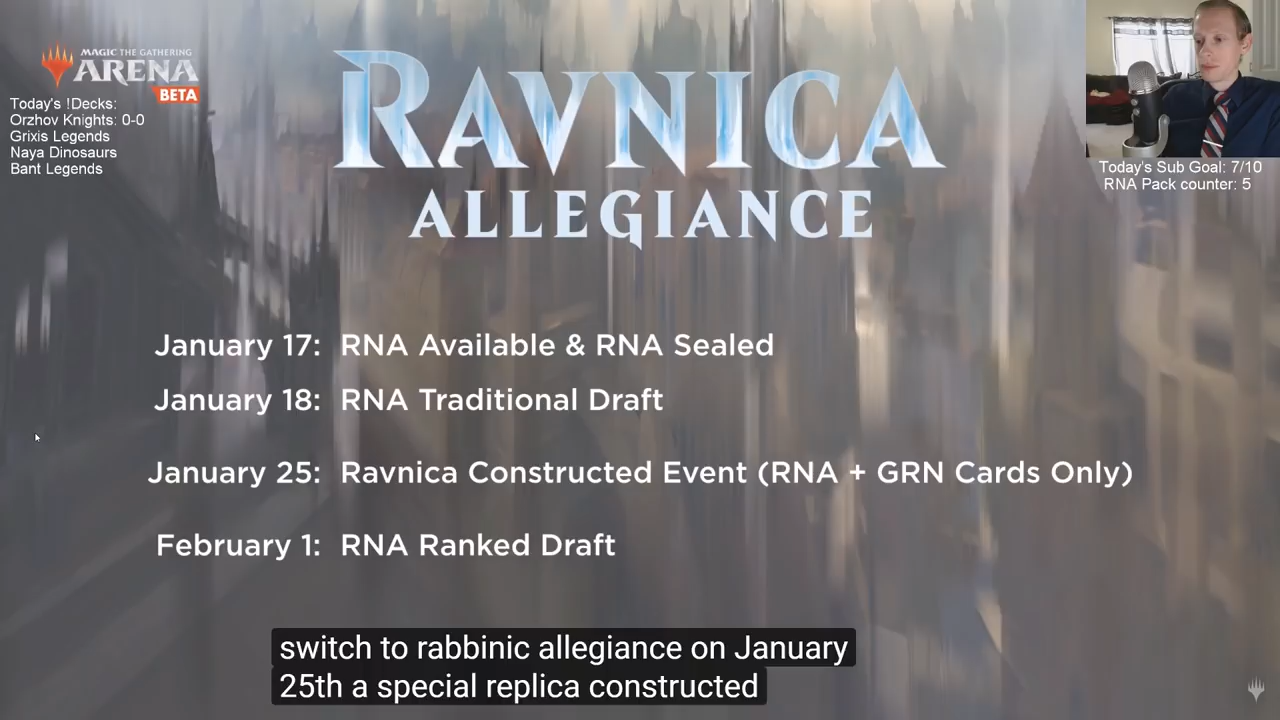 MAGIC THE GATHERING
ARENA
BETA
Today's !Decks:
Orzhov Knights: 0-0
Grixis Legends
Naya Dinosaurs
Bant Legends
RAVNICA
ALLEGIANCE
Today's Sub Goal: 7/10
RNA Pack counter: 5
January 17: RNA Available & RNA Sealed
January 18: RNA Traditional Draft
January 25: Ravnica Constructed Event (RNA + GRN Cards Only)
February 1: RNA Ranked Draft
switch to rabbinic allegiance on January
25th a special replica constructed